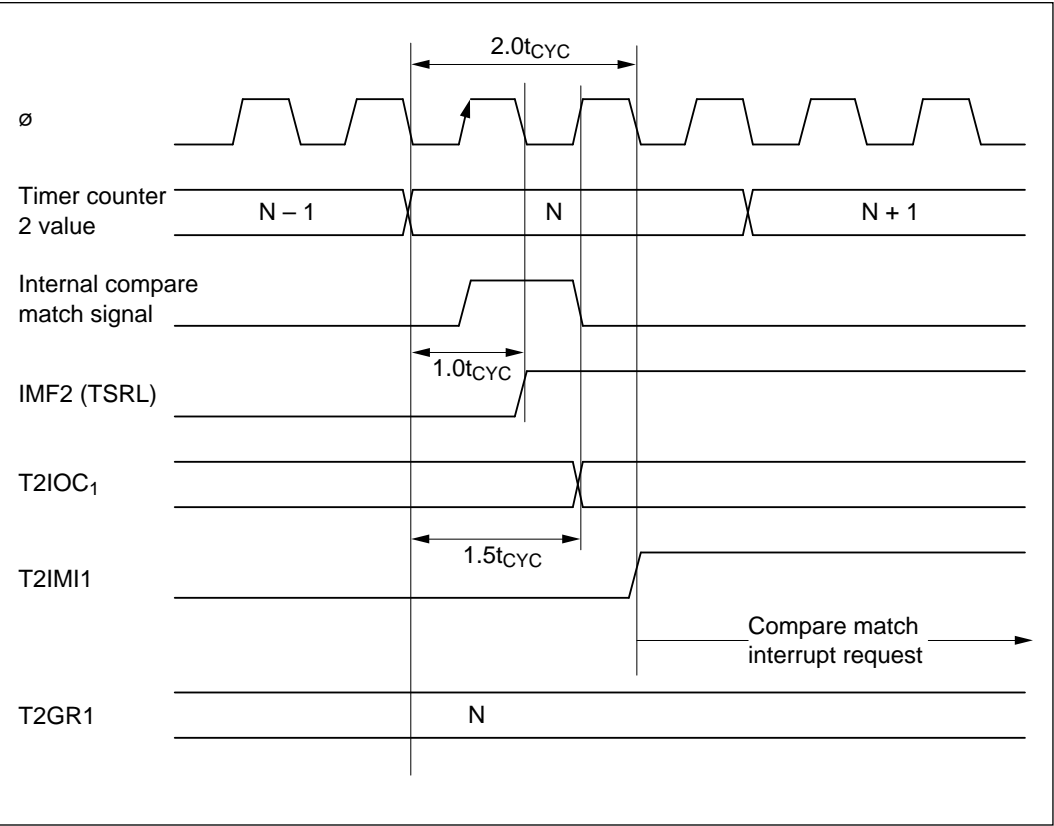 2.0tCYC
ø
Timer counter
2 value
N – 1
N
N + 1
Internal compare
match signal
1.0tCYC
IMF2 (TSRL)
T2IOC1
1.5tCYC
T2IMI1
Compare match
interrupt request
T2GR1
N